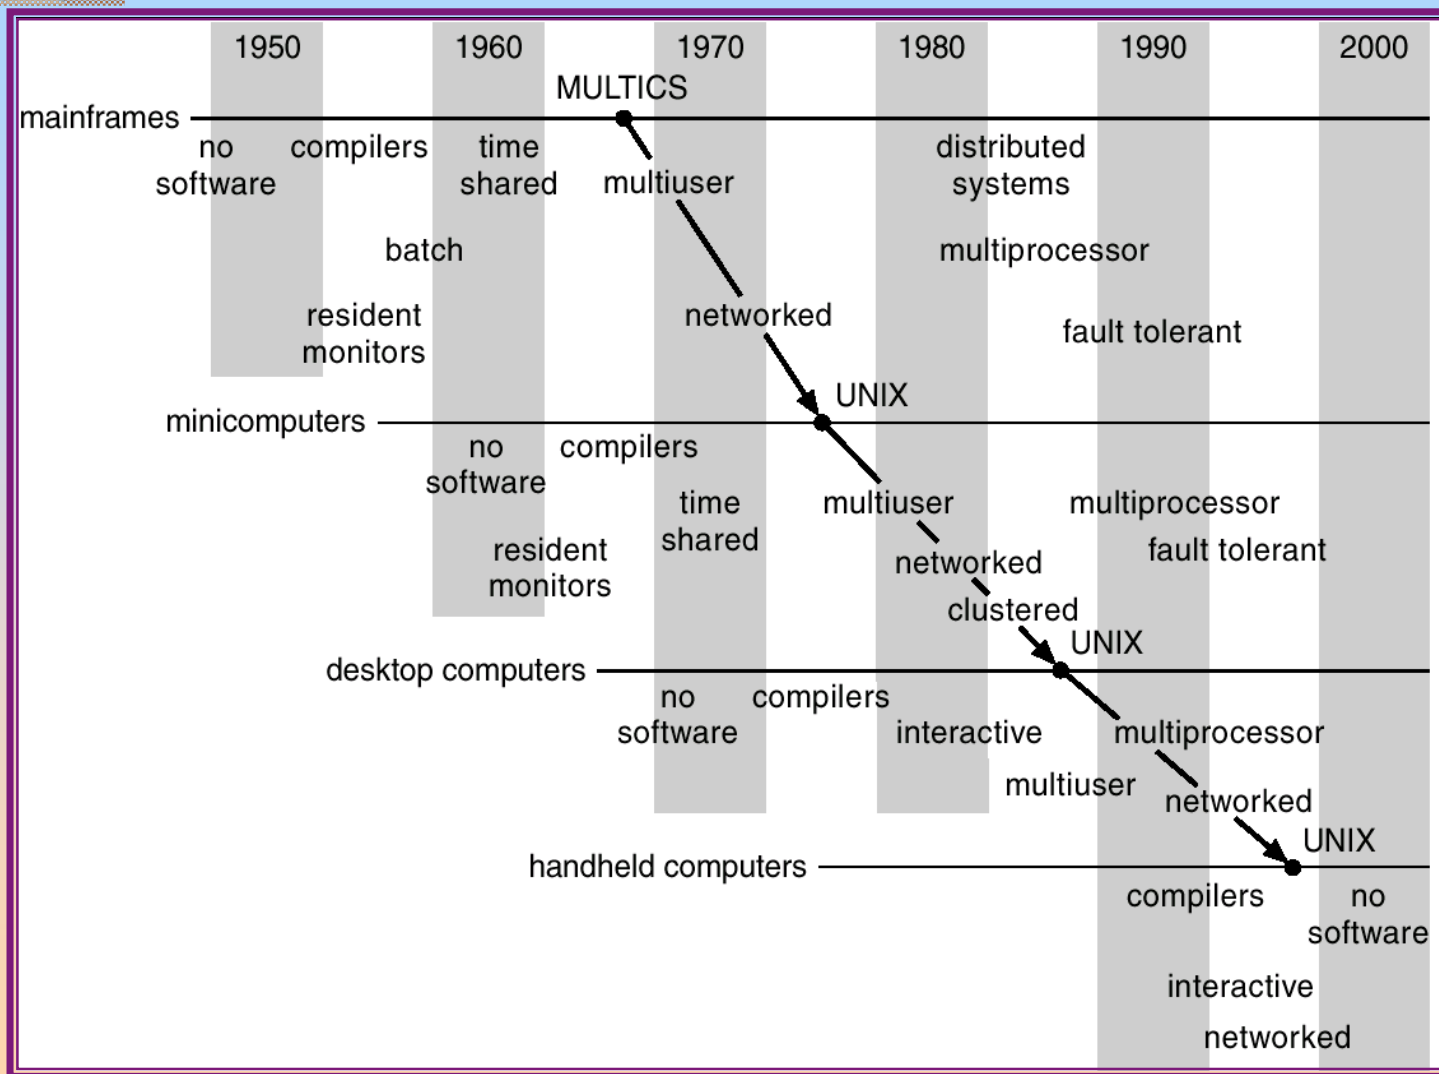 1950 1960 1970 1980 1990 2000
MULTICS
mainframes
no compilers time distributed
software shared multiuser systems
batch multiprocessor
resident networked fault tolerant
monitors
UNIX
minicomputers
no compilers
software
time multiuser multiprocessor
shared
resident networked fault tolerant
monitors
clustered
UNIX
desktop computers
no compilers
software interactive multiprocessor
multiuser networked
UNIX
handheld computers
compilers no
software
interactive
networked